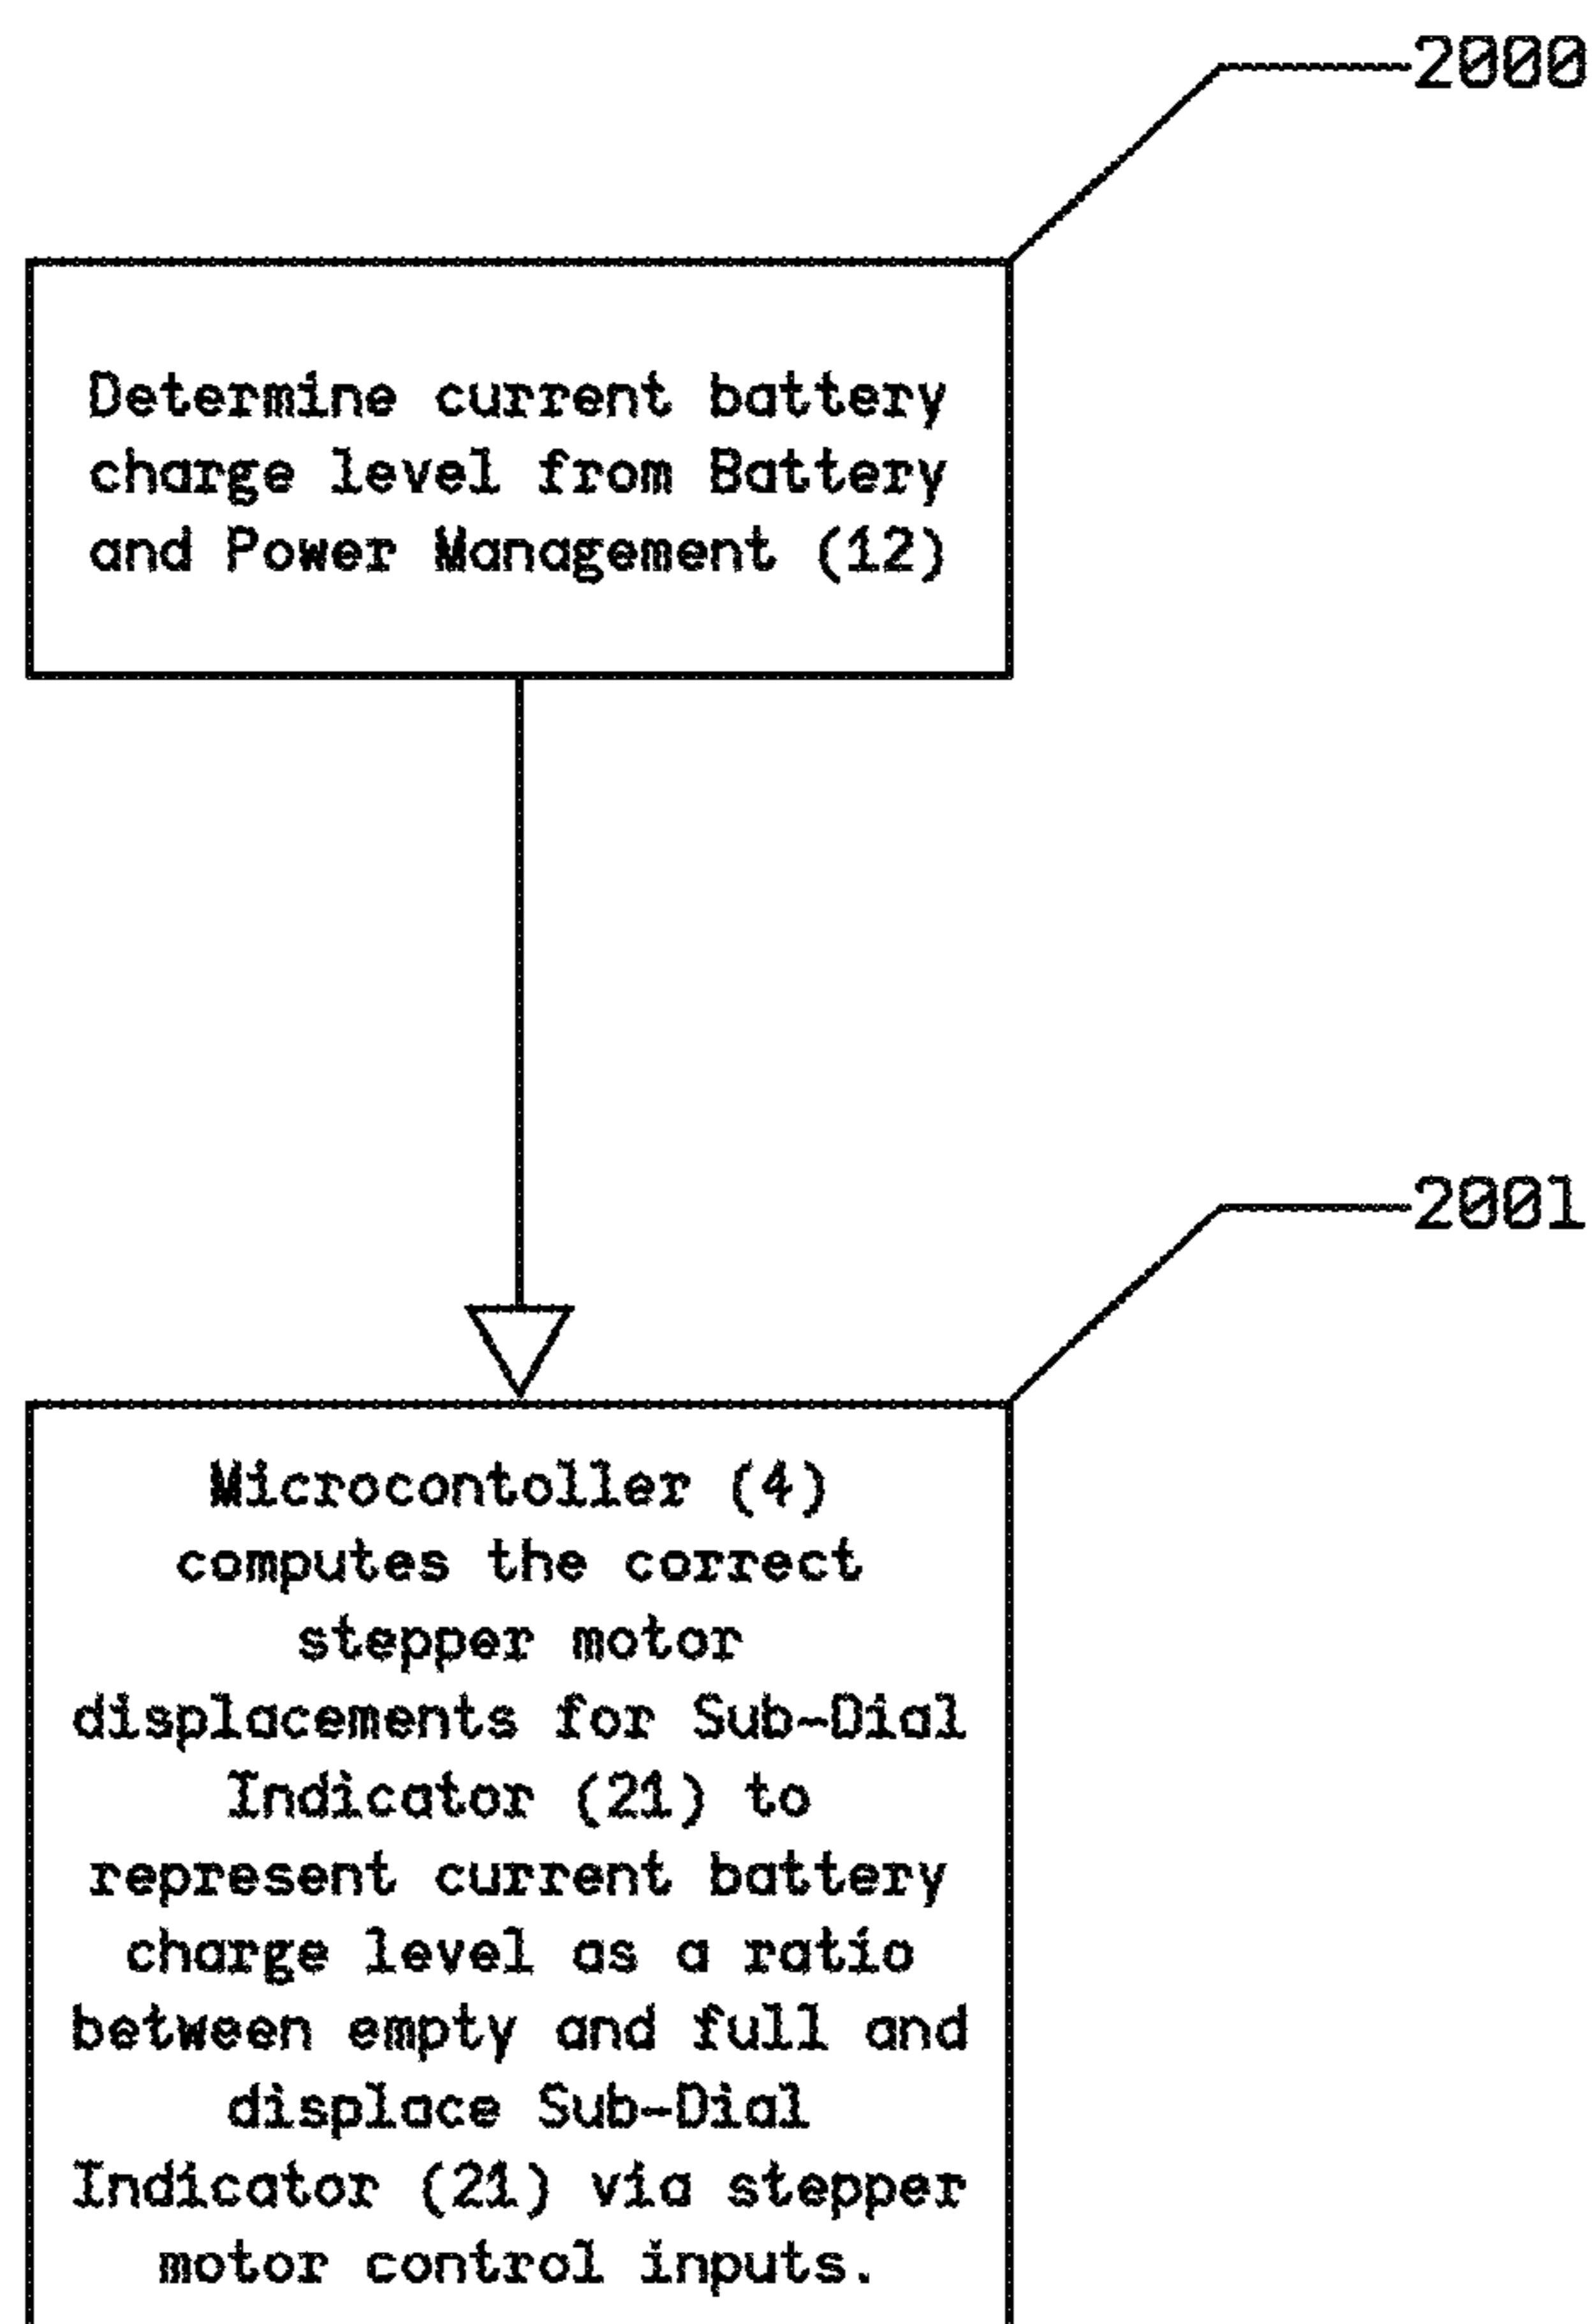 2000
Determine current battery
charge level from Battery
and Power Management (12)
2001
Microcontoller (4)
computes the correct
stepper motor
displacements for Sub-Dial
Indicator (21) to
represent current battery
charge level as a ratio
between empty and full and
displace Sub-Dial
Indicator (21) via stepper
motor control inputs.